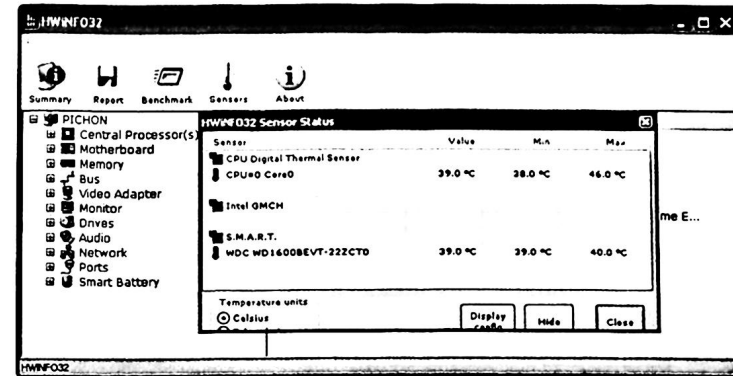 HWiNFO32
Summary Report Benchmark Sensors About
PICHON
Central Processor(s)
Motherboard
Memory
Bus
Video Adapter
Monitor
Drives
Audio
Network
Ports
Smart Battery
HWiNFO32 Sensor Status
Sensor Value Min Max
CPU Digital Thermal Sensor
CPU#0 Core0 39.0 °C 38.0 °C 46.0 °C
Intel GMCH
S.M.A.R.T.
WDC WD1600BEVT-22ZCT0 39.0 °C 39.0 °C 40.0 °C
me E...
Temperature units
Celsius
Display
config
Hide
Close
HWiNFO32